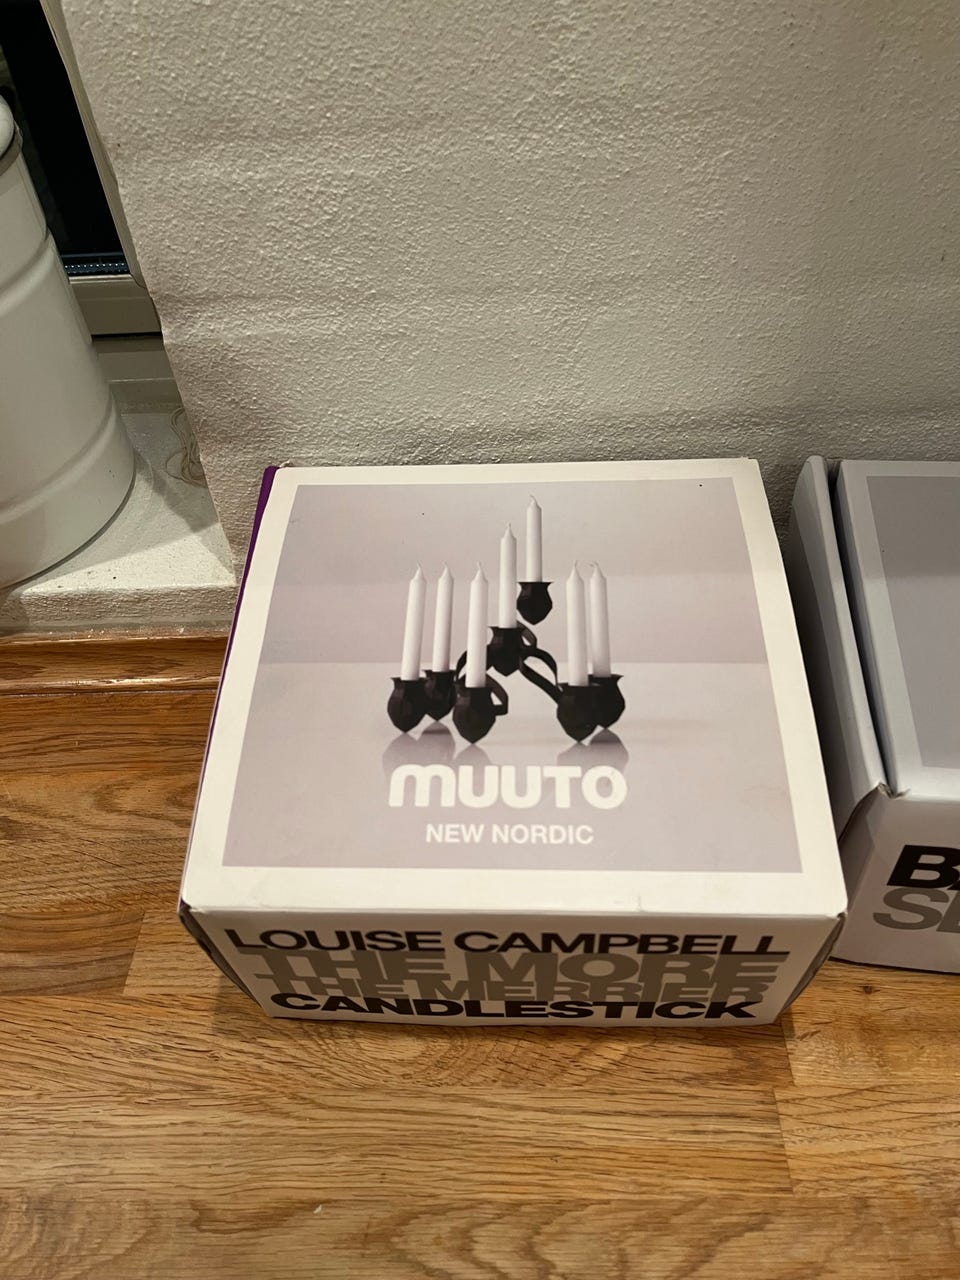 MUUTO
NEW NORDIC
LOUISE CAMPBELL
THE MORE
THE MERRIER
CANDLESTICK